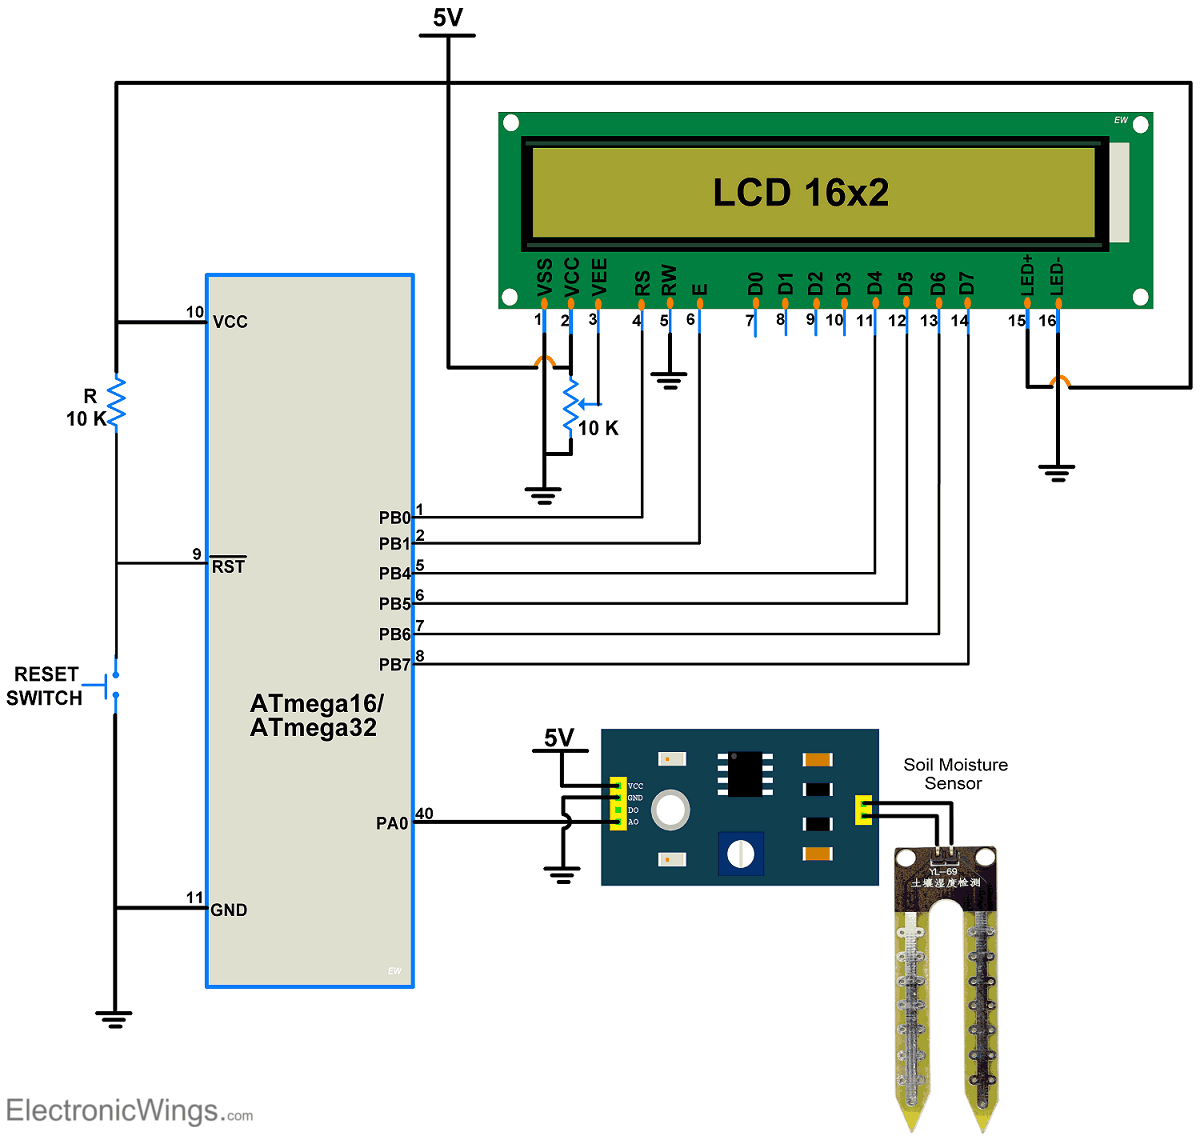 5V
EW
LCD 16x2
VSS VCC VEE RS RW E D0 D1 D2 D3 D4 D5 D6 D7 LED+ LED-
1 2 3 4 5 6 7 8 9 10 11 12 13 14 15 16
10 VCC
R
10 K
10 K
PB0 1
PB1 2
9 RST
PB4 5
PB5 6
PB6 7
PB7 8
RESET
SWITCH
ATmega16/
ATmega32
5V
VCC
GND
DO
AO
Soil Moisture
Sensor
PA0 40
YL-69
土壤湿度检测
11 GND
EW
ElectronicWings.com